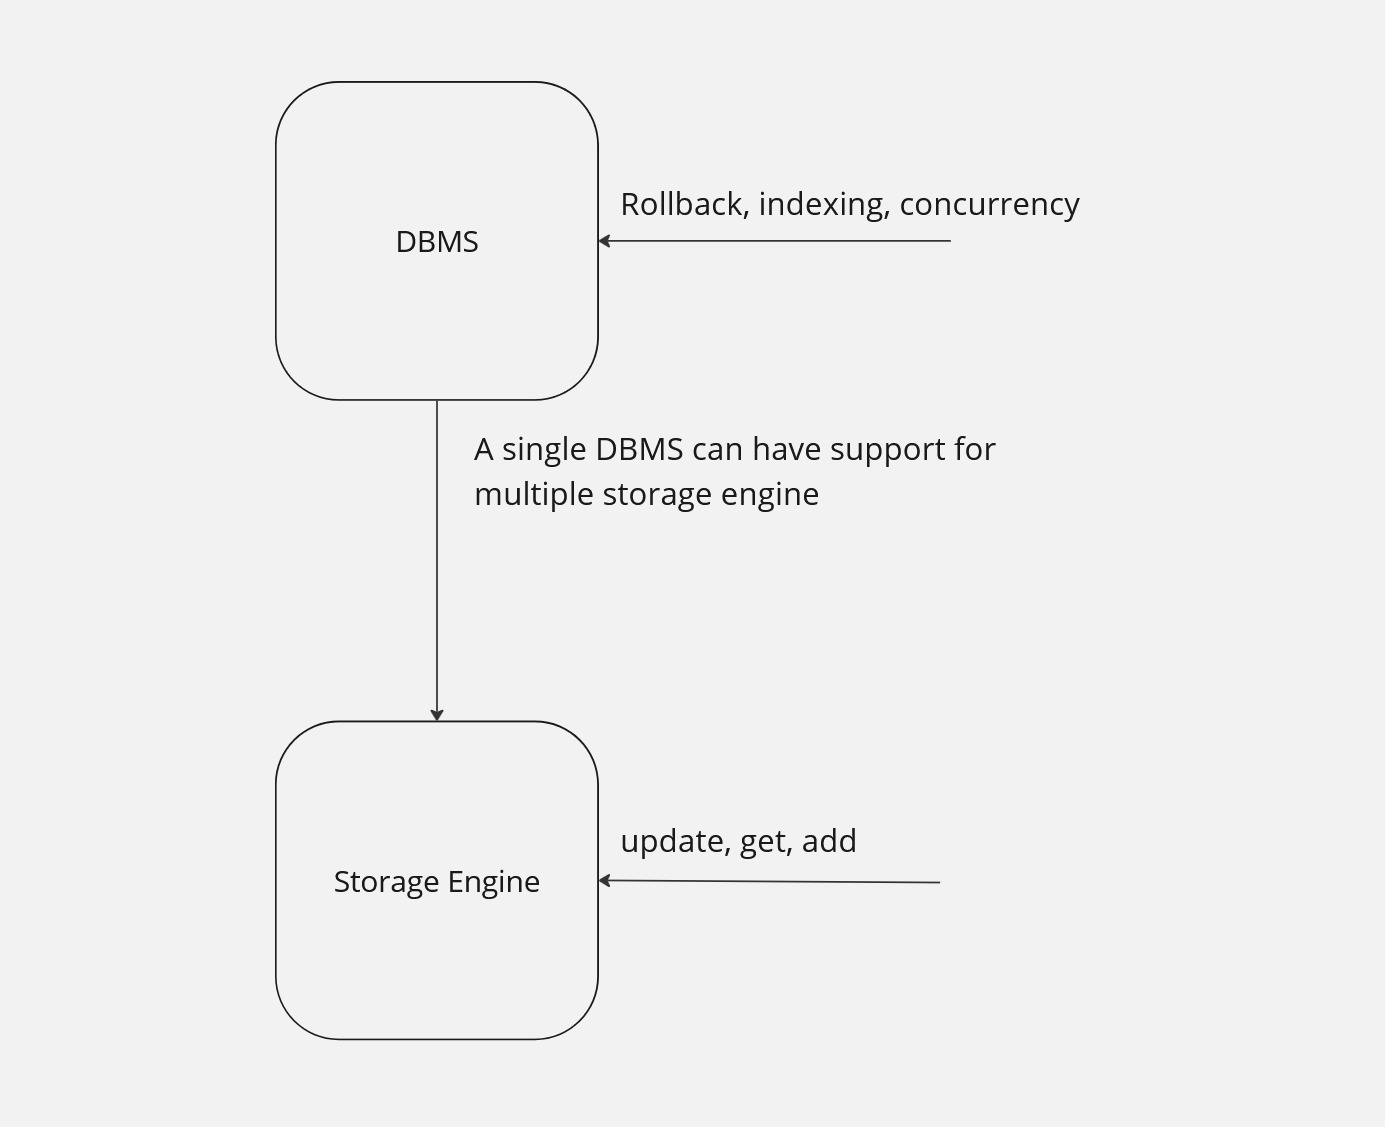 Rollback, indexing, concurrency
DBMS
A single DBMS can have support for
multiple storage engine
update, get, add
Storage Engine